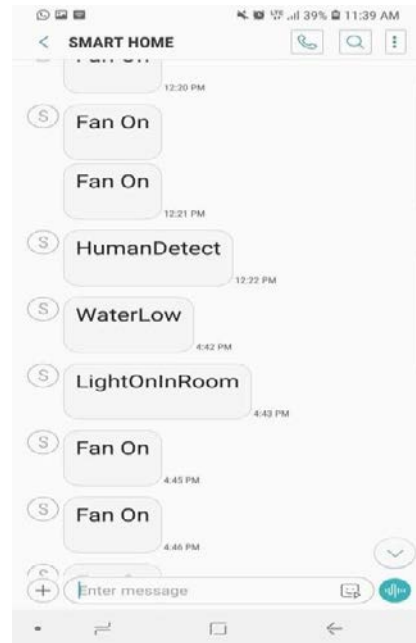 39% 11:39 AM
< SMART HOME
Fan On
12:20 PM
S
Fan On
Fan On
12:21 PM
S
HumanDetect
12:22 PM
S
WaterLow
4:42 PM
S
LightOnInRoom
4:43 PM
S
Fan On
4:45 PM
S
Fan On
4:46 PM
Enter message